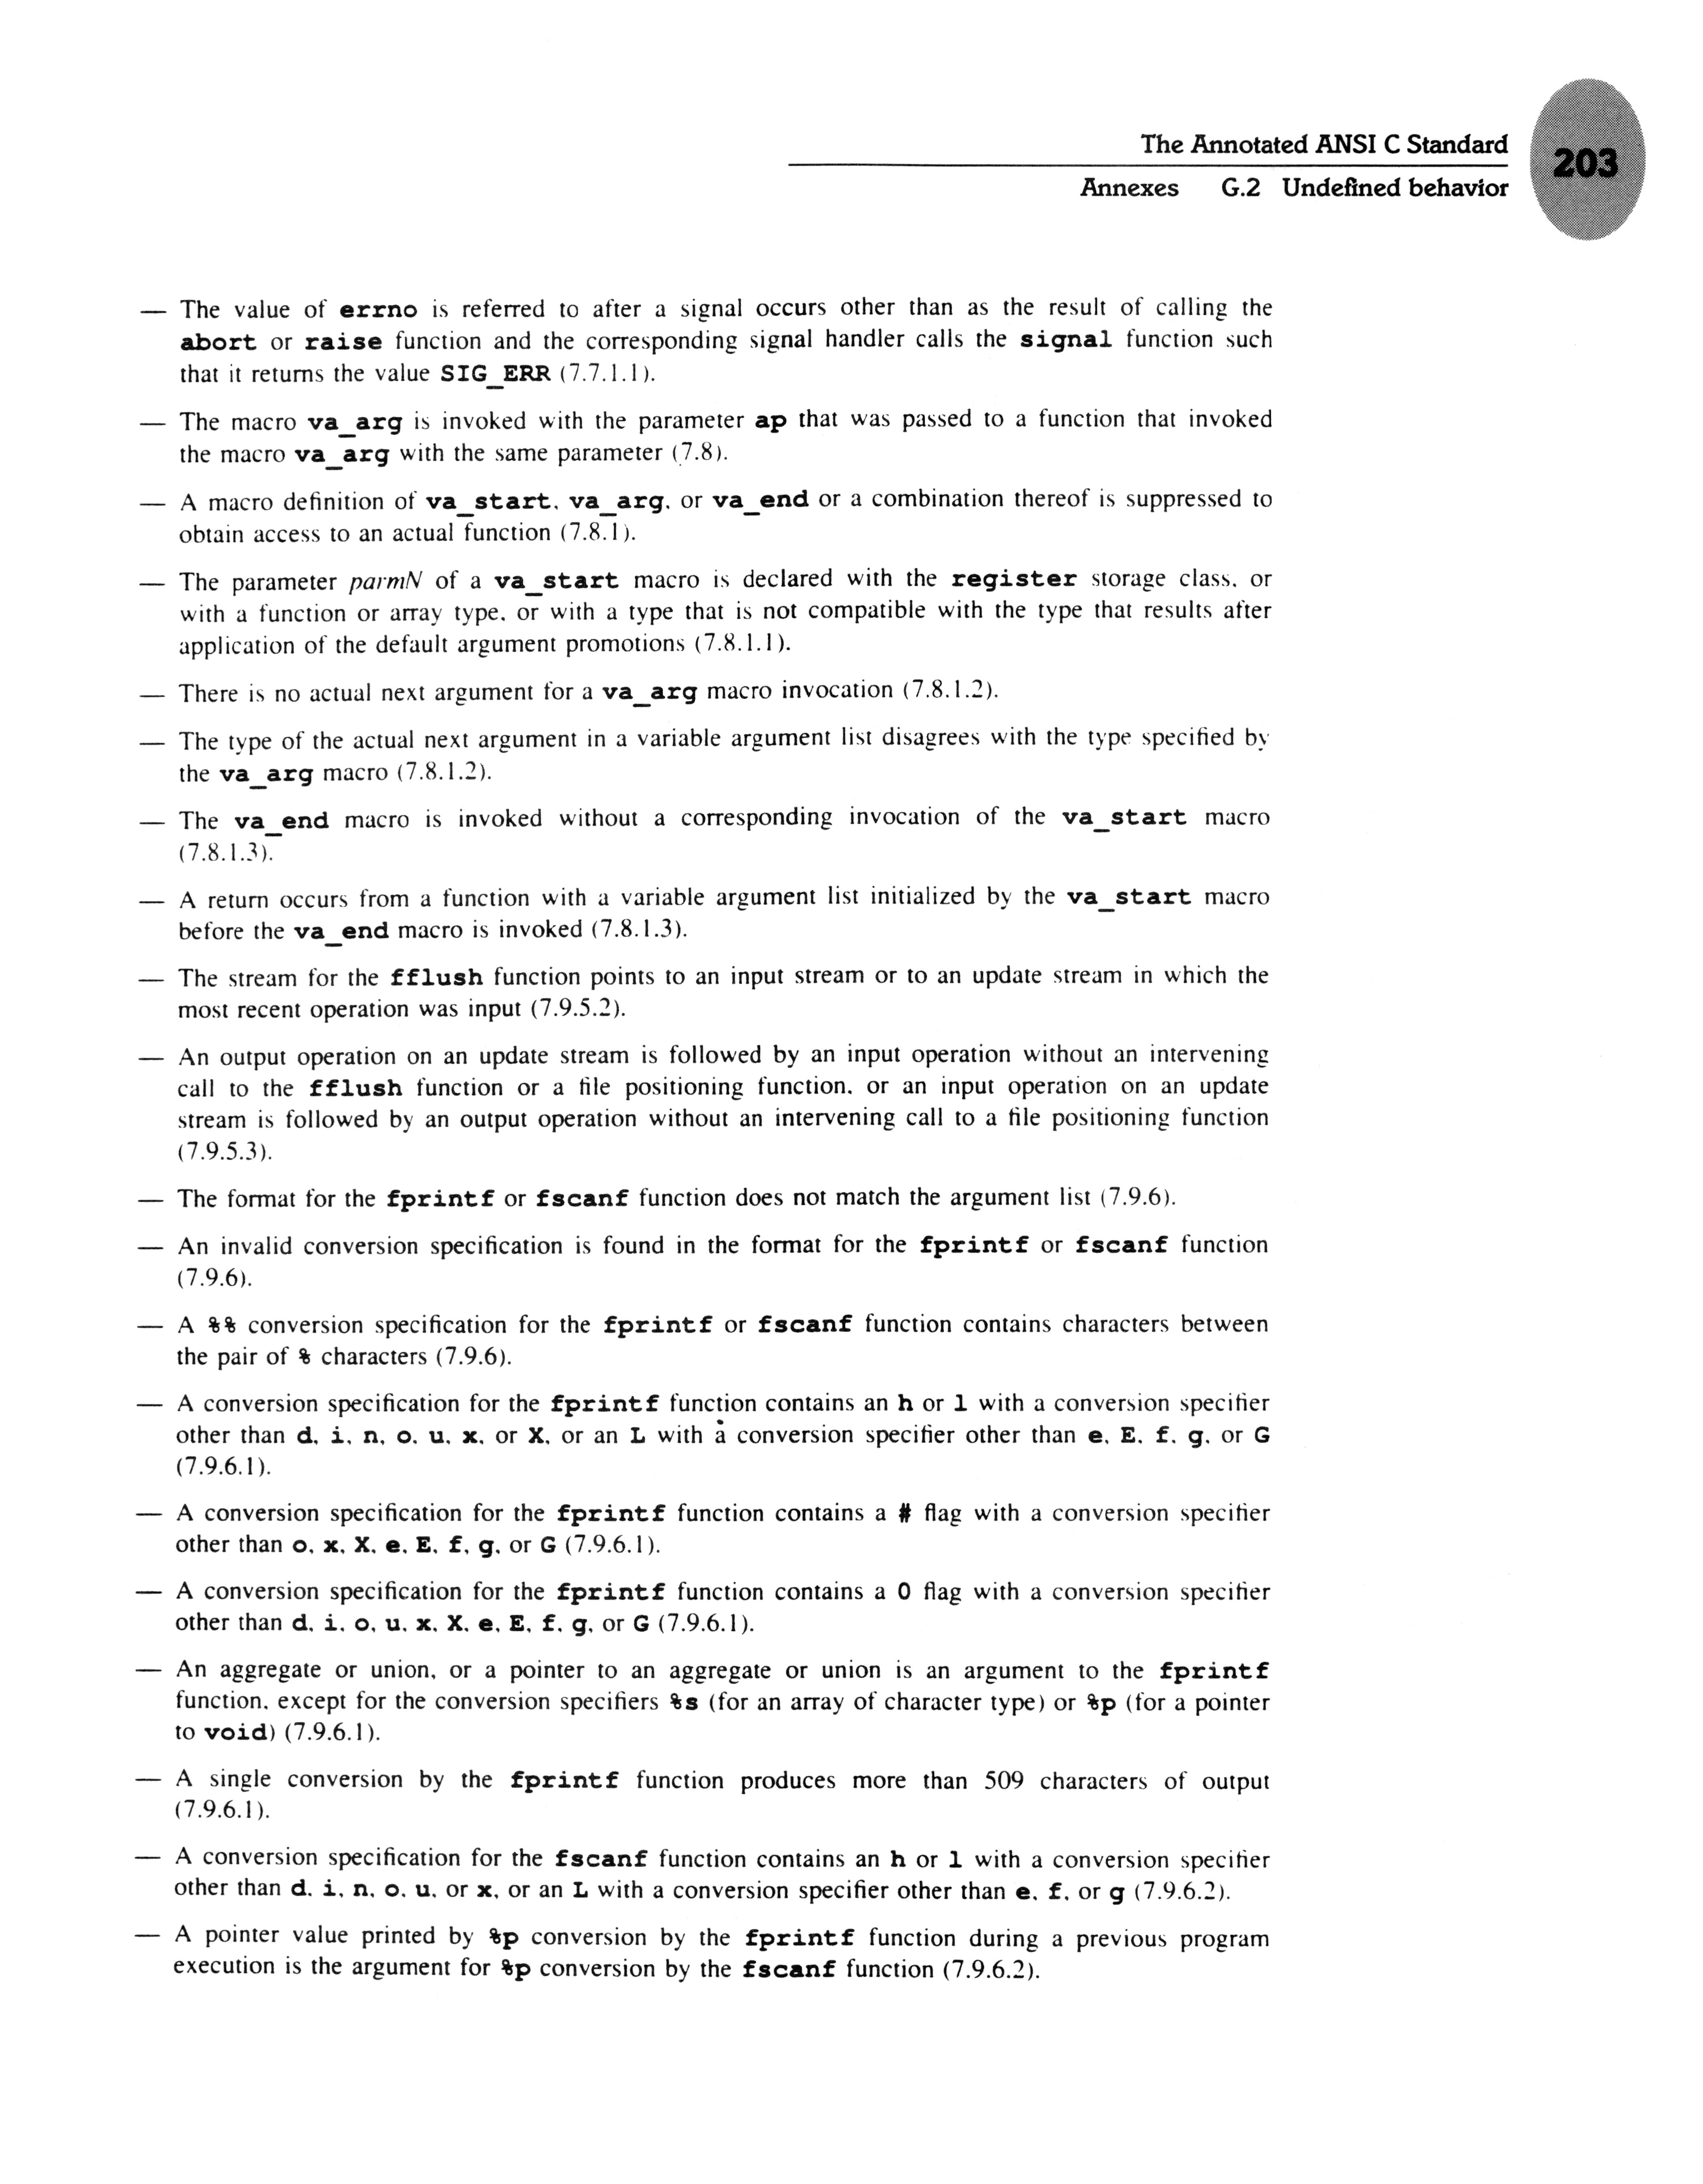 The Annotated ANSI C Standard
203
Annexes G.2 Undefined behavior
— The value of errno is referred to after a signal occurs other than as the result of calling the
abort or raise function and the corresponding signal handler calls the signal function such
that it returns the value SIG_ERR (7.7.1.1).
— The macro va_arg is invoked with the parameter ap that was passed to a function that invoked
the macro va_arg with the same parameter (7.8).
— A macro definition of va_start, va_arg, or va_end or a combination thereof is suppressed to
obtain access to an actual function (7.8.1).
— The parameter parmN of a va_start macro is declared with the register storage class, or
with a function or array type, or with a type that is not compatible with the type that results after
application of the default argument promotions (7.8.1.1).
— There is no actual next argument for a va_arg macro invocation (7.8.1.2).
— The type of the actual next argument in a variable argument list disagrees with the type specified by
the va_arg macro (7.8.1.2).
— The va_end macro is invoked without a corresponding invocation of the va_start macro
(7.8.1.3).
— A return occurs from a function with a variable argument list initialized by the va_start macro
before the va_end macro is invoked (7.8.1.3).
— The stream for the fflush function points to an input stream or to an update stream in which the
most recent operation was input (7.9.5.2).
— An output operation on an update stream is followed by an input operation without an intervening
call to the fflush function or a file positioning function, or an input operation on an update
stream is followed by an output operation without an intervening call to a file positioning function
(7.9.5.3).
— The format for the fprintf or fscanf function does not match the argument list (7.9.6).
— An invalid conversion specification is found in the format for the fprintf or fscanf function
(7.9.6).
— A %% conversion specification for the fprintf or fscanf function contains characters between
the pair of % characters (7.9.6).
— A conversion specification for the fprintf function contains an h or l with a conversion specifier
other than d, i, n, o, u, x, or X, or an L with a conversion specifier other than e, E, f, g, or G
(7.9.6.1).
— A conversion specification for the fprintf function contains a # flag with a conversion specifier
other than o, x, X, e, E, f, g, or G (7.9.6.1).
— A conversion specification for the fprintf function contains a 0 flag with a conversion specifier
other than d, i, o, u, x, X, e, E, f, g, or G (7.9.6.1).
— An aggregate or union, or a pointer to an aggregate or union is an argument to the fprintf
function, except for the conversion specifiers %s (for an array of character type) or %p (for a pointer
to void) (7.9.6.1).
— A single conversion by the fprintf function produces more than 509 characters of output
(7.9.6.1).
— A conversion specification for the fscanf function contains an h or l with a conversion specifier
other than d, i, n, o, u, or x, or an L with a conversion specifier other than e, f, or g (7.9.6.2).
— A pointer value printed by %p conversion by the fprintf function during a previous program
execution is the argument for %p conversion by the fscanf function (7.9.6.2).